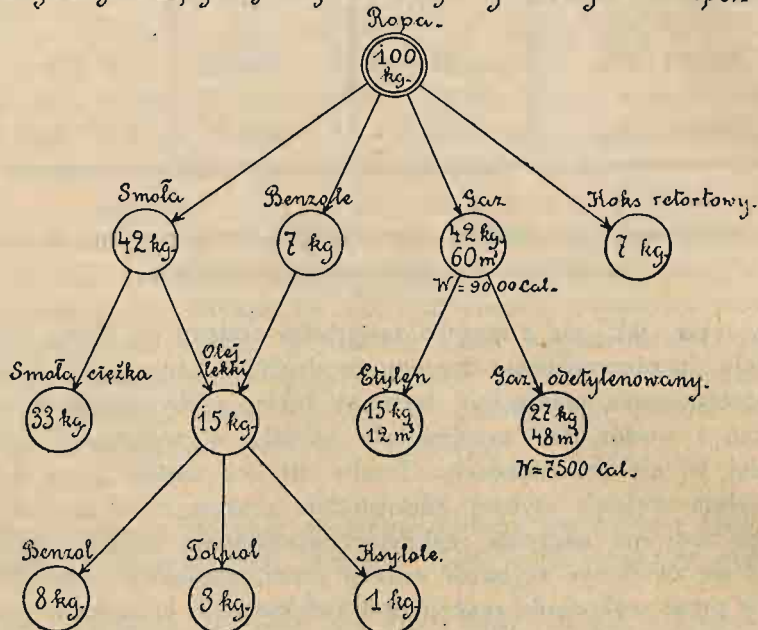 Ropa.
100
kg.
Smoła
Benzole
Gaz
Koks retortowy.
42 kg.
7 kg
42 kg.
60 m³
7 kg.
W = 9000 Cal.
Smoła ciężka
Olej
lekki
Etylen
Gaz odetylenowany.
33 kg.
15 kg.
15 kg
12 m³
27 kg
48 m³
W = 7500 Cal.
Benzol
Toluol
Ksylole.
8 kg.
3 kg.
1 kg.